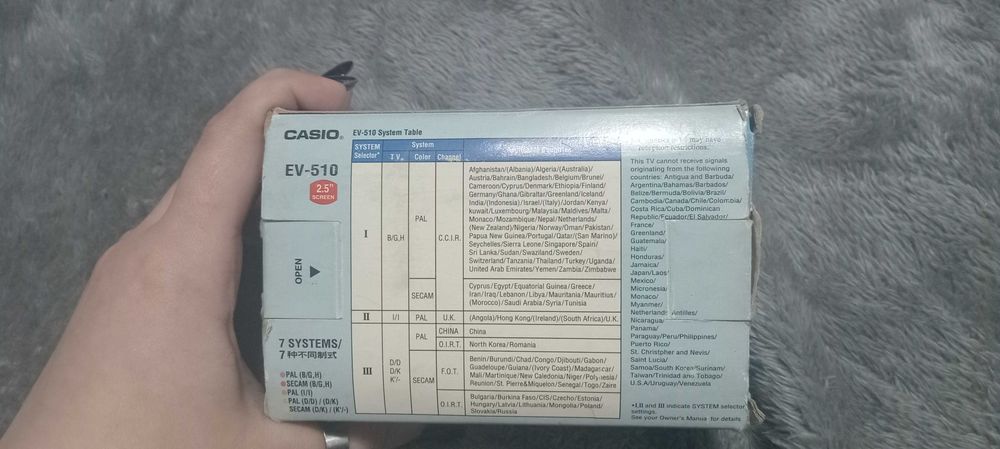 CASIO®
EV-510
2.5"
SCREEN
OPEN
7 SYSTEMS/
7 种不同制式
PAL (B/G,H)
SECAM (B/G,H)
PAL (I/I)
PAL (D/D) / (D/K)
SECAM (D/K) / (K'/-)
EV-510 System Table
SYSTEM Selector* System
T V Color Channel
I B/G,H PAL C.C.I.R.
Afghanistan/(Albania)/Algeria/(Australia)/
Austria/Bahrain/Bangladesh/Belgium/Brunei/
Cameroon/Cyprus/Denmark/Ethiopia/Finland/
Germany/Ghana/Gibraltar/Greenland/Iceland/
India/(Indonesia)/Israel/(Italy)/Jordan/Kenya/
kuwait/Luxembourg/Malaysia/Maldives/Malta/
Monaco/Mozambique/Nepal/Netherlands/
(New Zealand)/Nigeria/Norway/Oman/Pakistan/
Papua New Guinea/Portugal/Qatar/(San Marino)/
Seychelles/Sierra Leone/Singapore/Spain/
Sri Lanka/Sudan/Swaziland/Sweden/
Switzerland/Tanzania/Thailand/Turkey/Uganda/
United Arab Emirates/Yemen/Zambia/Zimbabwe
SECAM
Cyprus/Egypt/Equatorial Guinea/Greece/
Iran/Iraq/Lebanon/Libya/Mauritania/Mauritius/
(Morocco)/Saudi Arabia/Syria/Tunisia
II I/I PAL U.K. (Angola)/Hong Kong/(Ireland)/(South Africa)/U.K.
III D/D D/K K'/- PAL CHINA China
O.I.R.T. North Korea/Romania
SECAM F.O.T.
Benin/Burundi/Chad/Congo/Djibouti/Gabon/
Guadeloupe/Guiana/(Ivory Coast)/Madagascar/
Mali/Martinique/New Caledonia/Niger/Polynesia/
Reunion/St. Pierre&Miquelon/Senegal/Togo/Zaire
O.I.R.T.
Bulgaria/Burkina Faso/CIS/Czecho/Estonia/
Hungary/Latvia/Lithuania/Mongolia/Poland/
Slovakia/Russia
may have
reception restrictions.
This TV cannot receive signals
originating from the following
countries: Antigua and Barbuda/
Argentina/Bahamas/Barbados/
Belize/Bermuda/Bolivia/Brazil/
Cambodia/Canada/Chile/Colombia/
Costa Rica/Cuba/Dominican
Republic/Ecuador/El Salvador/
France/
Greenland/
Guatemala/
Haiti/
Honduras/
Jamaica/
Japan/Laos/
Mexico/
Micronesia/
Monaco/
Myanmer/
Netherlands Antilles/
Nicaragua/
Panama/
Paraguay/Peru/Philippines/
Puerto Rico/
St. Christpher and Nevis/
Saint Lucia/
Samoa/South Korea/Surinam/
Taiwan/Trinidad and Tobago/
U.S.A/Uruguay/Venezuela
*I,II and III indicate SYSTEM selector
settings.
See your Owner's Manual for details